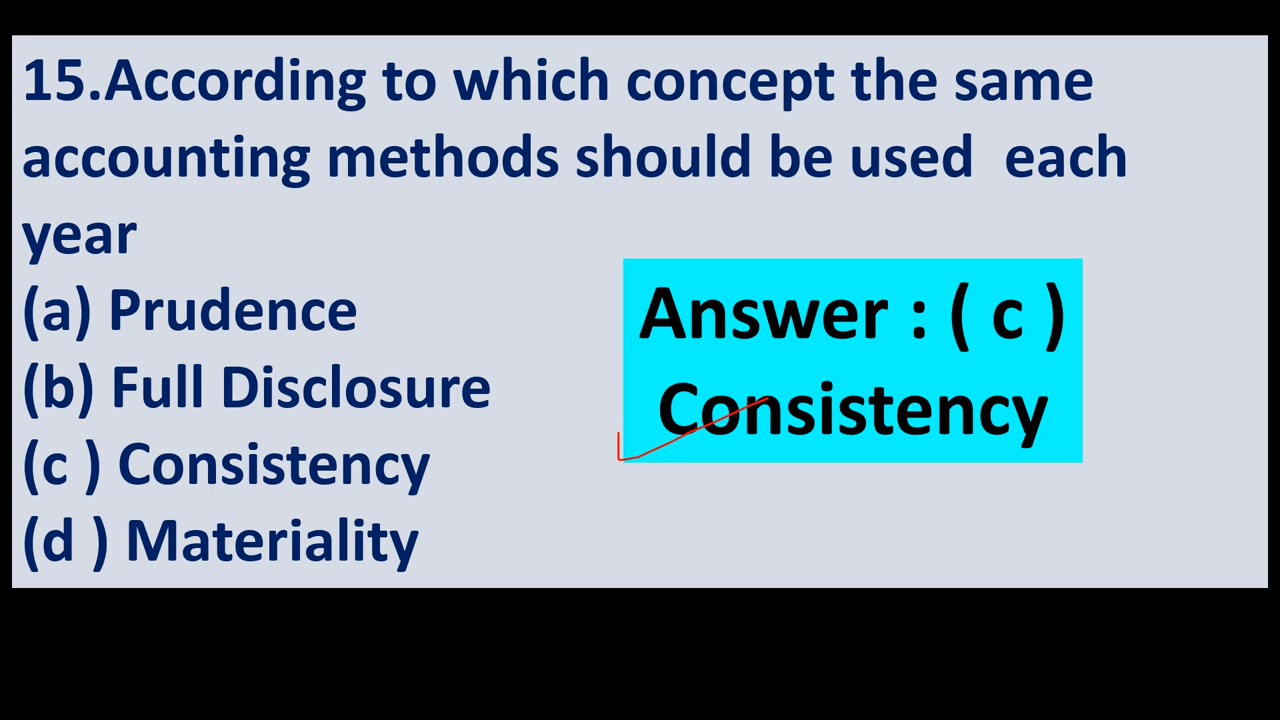 15.According to which concept the same
accounting methods should be used  each
year
(a) Prudence
(b) Full Disclosure
(c ) Consistency
(d ) Materiality
Answer : ( c )
Consistency